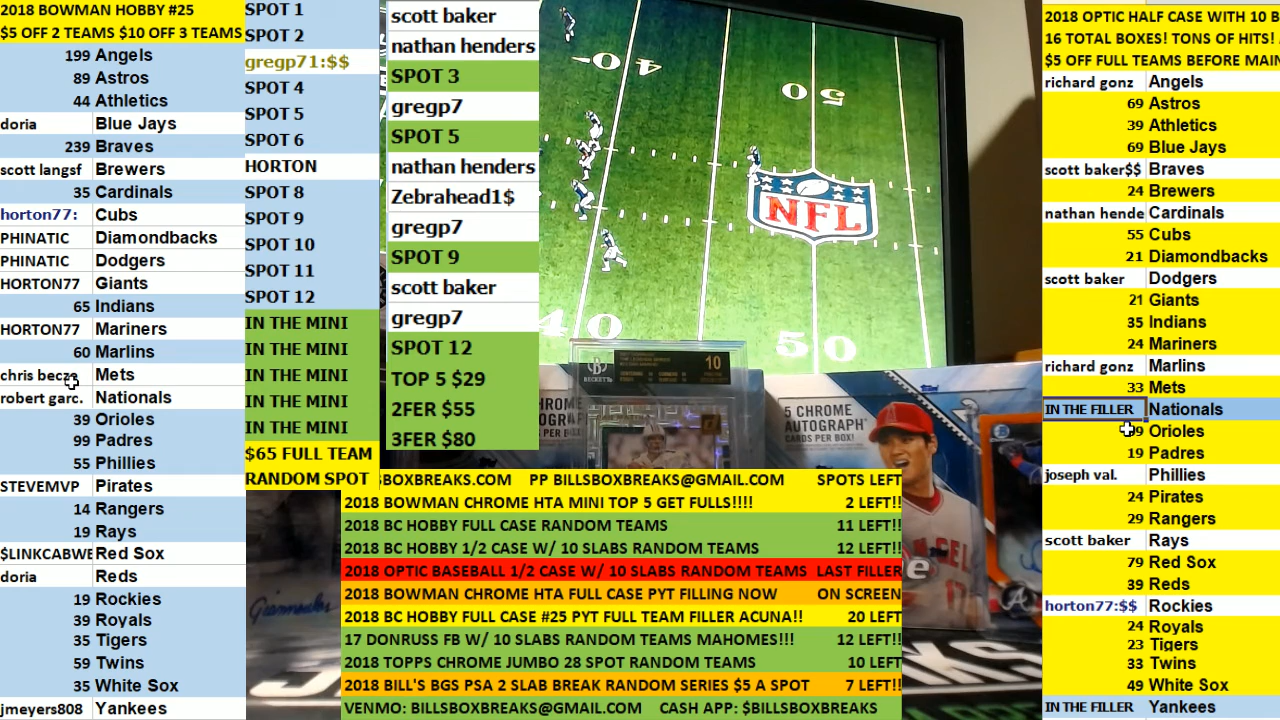 2018 BOWMAN HOBBY #25
$5 OFF 2 TEAMS $10 OFF 3 TEAMS
199 Angels
89 Astros
44 Athletics
doria Blue Jays
239 Braves
scott langsf Brewers
35 Cardinals
horton77: Cubs
PHINATIC Diamondbacks
PHINATIC Dodgers
HORTON77 Giants
65 Indians
HORTON77 Mariners
60 Marlins
chris Mets
robert garc. Nationals
39 Orioles
99 Padres
55 Phillies
STEVEMVP Pirates
14 Rangers
19 Rays
$LINKCABWE Red Sox
doria Reds
19 Rockies
39 Royals
35 Tigers
59 Twins
35 White Sox
jmeyers808 Yankees
SPOT 1
SPOT 2
gregp71:$$
SPOT 4
SPOT 5
SPOT 6
HORTON
SPOT 8
SPOT 9
SPOT 10
SPOT 11
SPOT 12
IN THE MINI
IN THE MINI
IN THE MINI
IN THE MINI
IN THE MINI
$65 FULL TEAM
RANDOM SPOT
scott baker
nathan henders
SPOT 3
gregp7
SPOT 5
nathan henders
Zebrahead1$
gregp7
SPOT 9
scott baker
gregp7
SPOT 12
TOP 5 $29
2FER $55
3FER $80
40 50
NFL
40 50
BECKETT
10
topps
5 CHROME
AUTOGRAPH
CARDS PER BOX!
BOXBREAKS.COM PP BILLSBOXBREAKS@GMAIL.COM SPOTS LEFT
2018 BOWMAN CHROME HTA MINI TOP 5 GET FULLS!!!! 2 LEFT!!
2018 BC HOBBY FULL CASE RANDOM TEAMS 11 LEFT!!
2018 BC HOBBY 1/2 CASE W/ 10 SLABS RANDOM TEAMS 12 LEFT!!
2018 OPTIC BASEBALL 1/2 CASE W/ 10 SLABS RANDOM TEAMS LAST FILLER
2018 BOWMAN CHROME HTA FULL CASE PYT FILLING NOW ON SCREEN
2018 BC HOBBY FULL CASE #25 PYT FULL TEAM FILLER ACUNA!! 20 LEFT!!
17 DONRUSS FB W/ 10 SLABS RANDOM TEAMS MAHOMES!!! 12 LEFT!!
2018 TOPPS CHROME JUMBO 28 SPOT RANDOM TEAMS 10 LEFT
2018 BILL'S BGS PSA 2 SLAB BREAK RANDOM SERIES $5 A SPOT 7 LEFT!!
VENMO: BILLSBOXBREAKS@GMAIL.COM CASH APP: $BILLSBOXBREAKS
2018 OPTIC HALF CASE WITH 10 B
16 TOTAL BOXES! TONS OF HITS!
$5 OFF FULL TEAMS BEFORE MAIN
richard gonz Angels
69 Astros
39 Athletics
69 Blue Jays
scott baker$$ Braves
24 Brewers
nathan hende Cardinals
55 Cubs
21 Diamondbacks
scott baker Dodgers
21 Giants
35 Indians
24 Mariners
richard gonz Marlins
33 Mets
IN THE FILLER Nationals
Orioles
19 Padres
joseph val. Phillies
24 Pirates
29 Rangers
scott baker Rays
79 Red Sox
39 Reds
horton77:$$ Rockies
24 Royals
23 Tigers
33 Twins
49 White Sox
IN THE FILLER Yankees